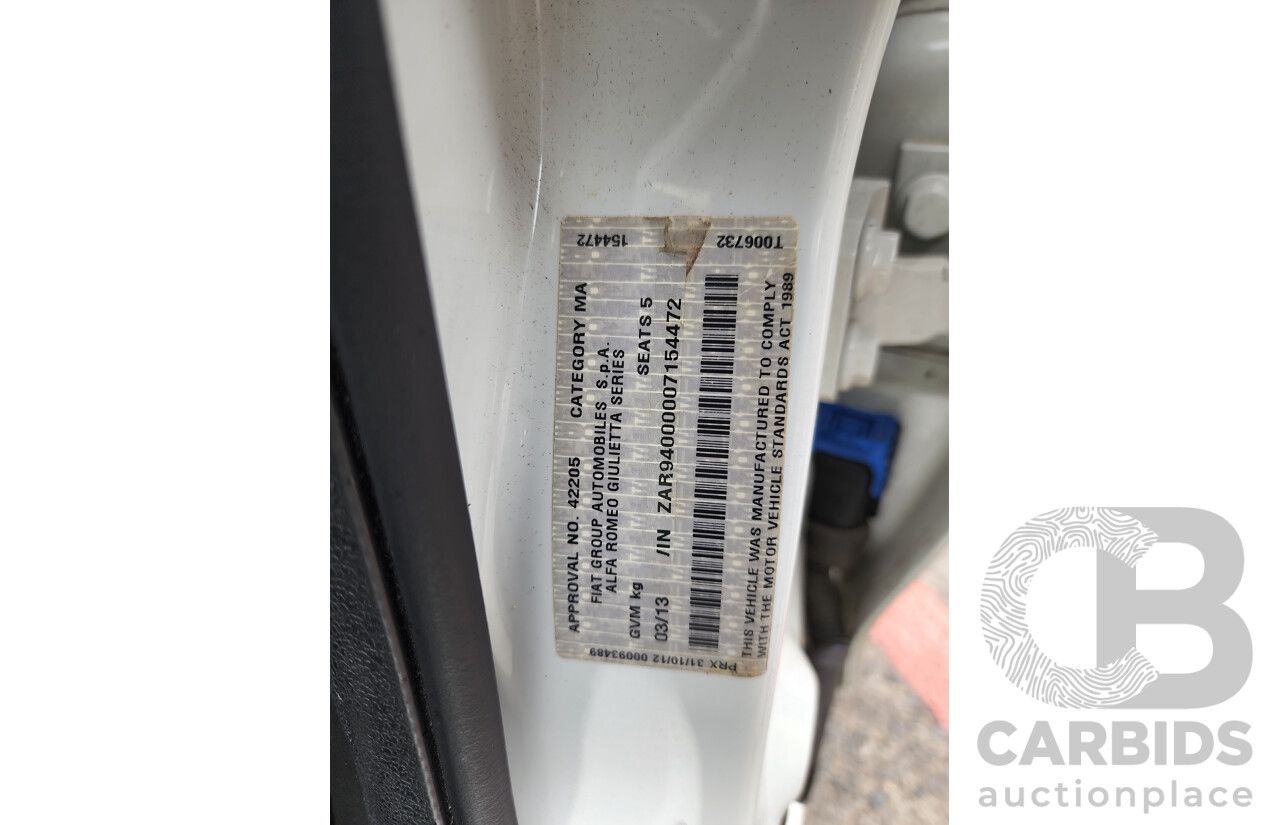 154472
T006732
APPROVAL NO. 42205 CATEGORY MA
FIAT GROUP AUTOMOBILES S.p.A.
ALFA ROMEO GIULIETTA SERIES
GVM kg SEATS 5
03/13 /IN ZAR94000007154472
THIS VEHICLE WAS MANUFACTURED TO COMPLY
WITH THE MOTOR VEHICLE STANDARDS ACT 1989
PRX 31/10/12 00093489
CB
CARBIDS
auctionplace